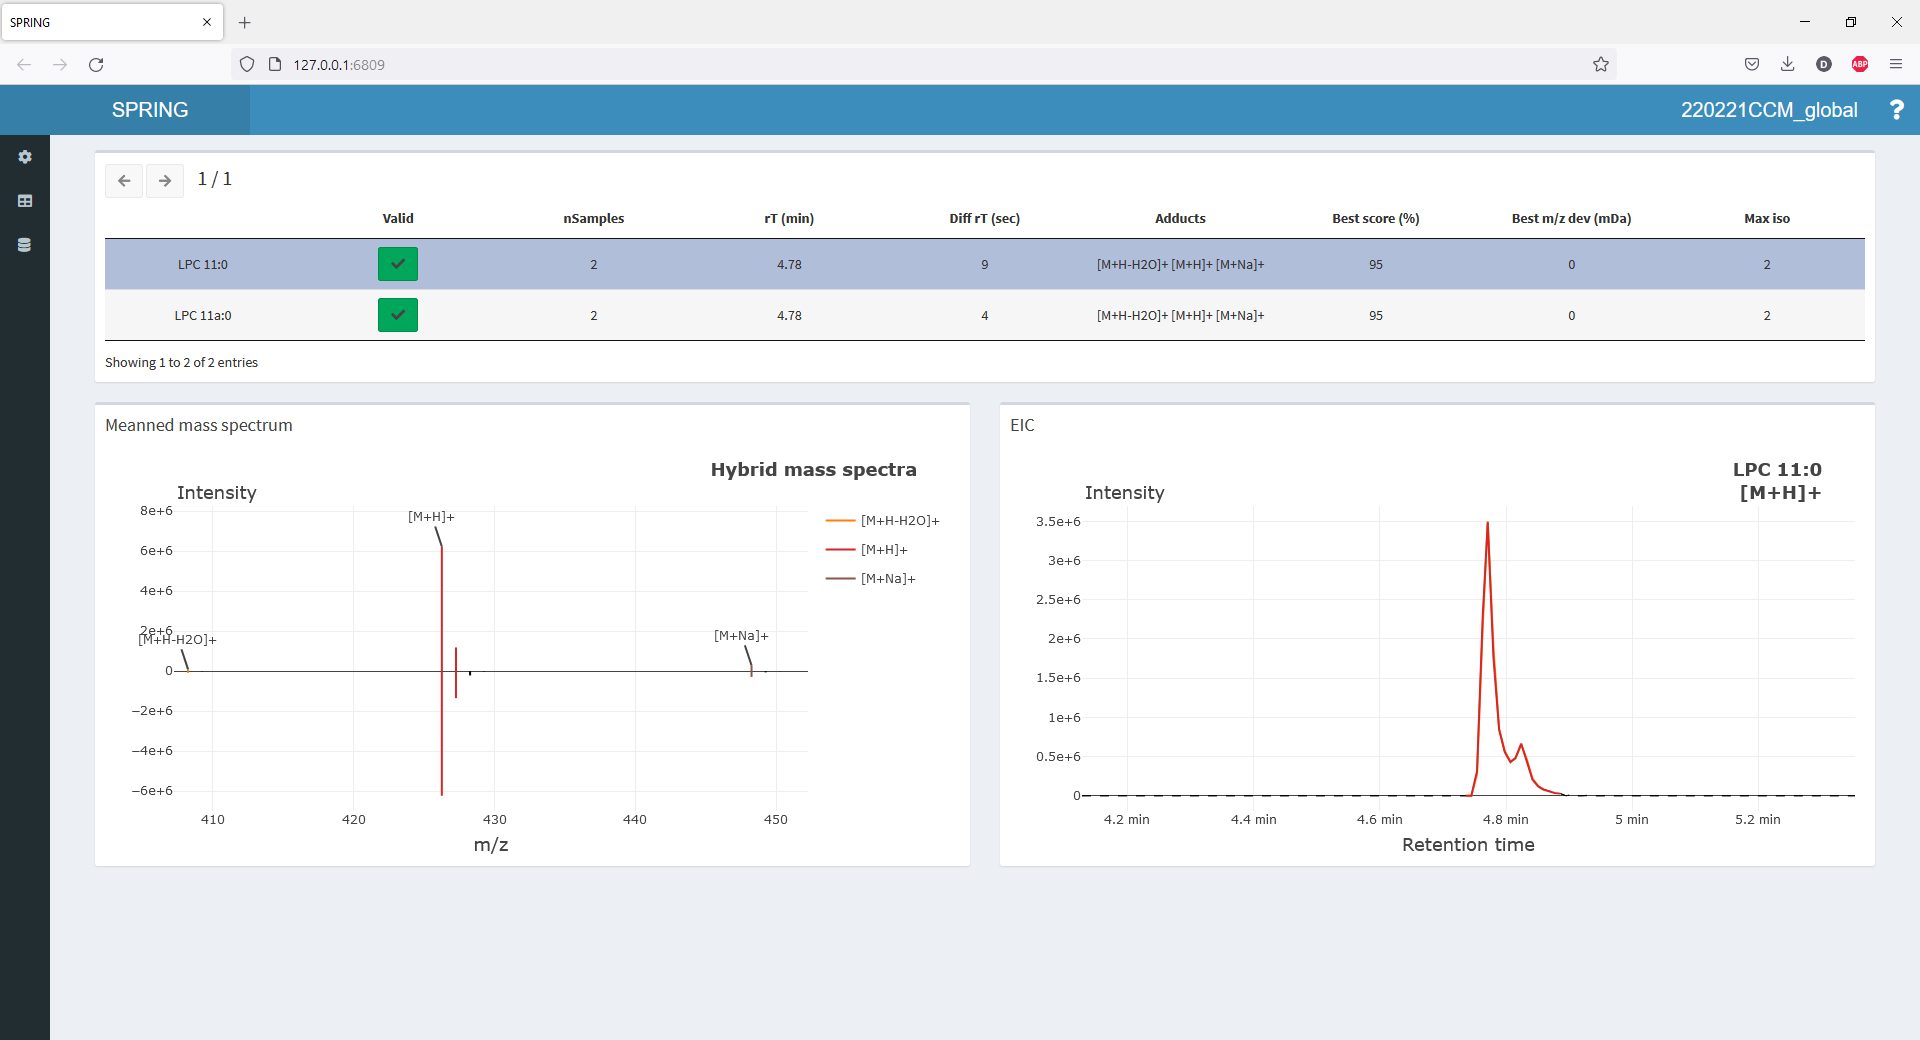 SPRING
127.0.0.1:6809
D
ABP
SPRING
220221CCM_global
?
1 / 1
Valid nSamples rT (min) Diff rT (sec) Adducts Best score (%) Best m/z dev (mDa) Max iso
LPC 11:0 2 4.78 9 [M+H-H2O]+ [M+H]+ [M+Na]+ 95 0 2
LPC 11a:0 2 4.78 4 [M+H-H2O]+ [M+H]+ [M+Na]+ 95 0 2
Showing 1 to 2 of 2 entries
Meanned mass spectrum
Hybrid mass spectra
Intensity
8e+6
6e+6
4e+6
2e+6
0
−2e+6
−4e+6
−6e+6
[M+H-H2O]+
[M+H]+
[M+Na]+
[M+H-H2O]+
[M+H]+
[M+Na]+
410 420 430 440 450
m/z
EIC
LPC 11:0
[M+H]+
Intensity
3.5e+6
3e+6
2.5e+6
2e+6
1.5e+6
1e+6
0.5e+6
0
4.2 min 4.4 min 4.6 min 4.8 min 5 min 5.2 min
Retention time